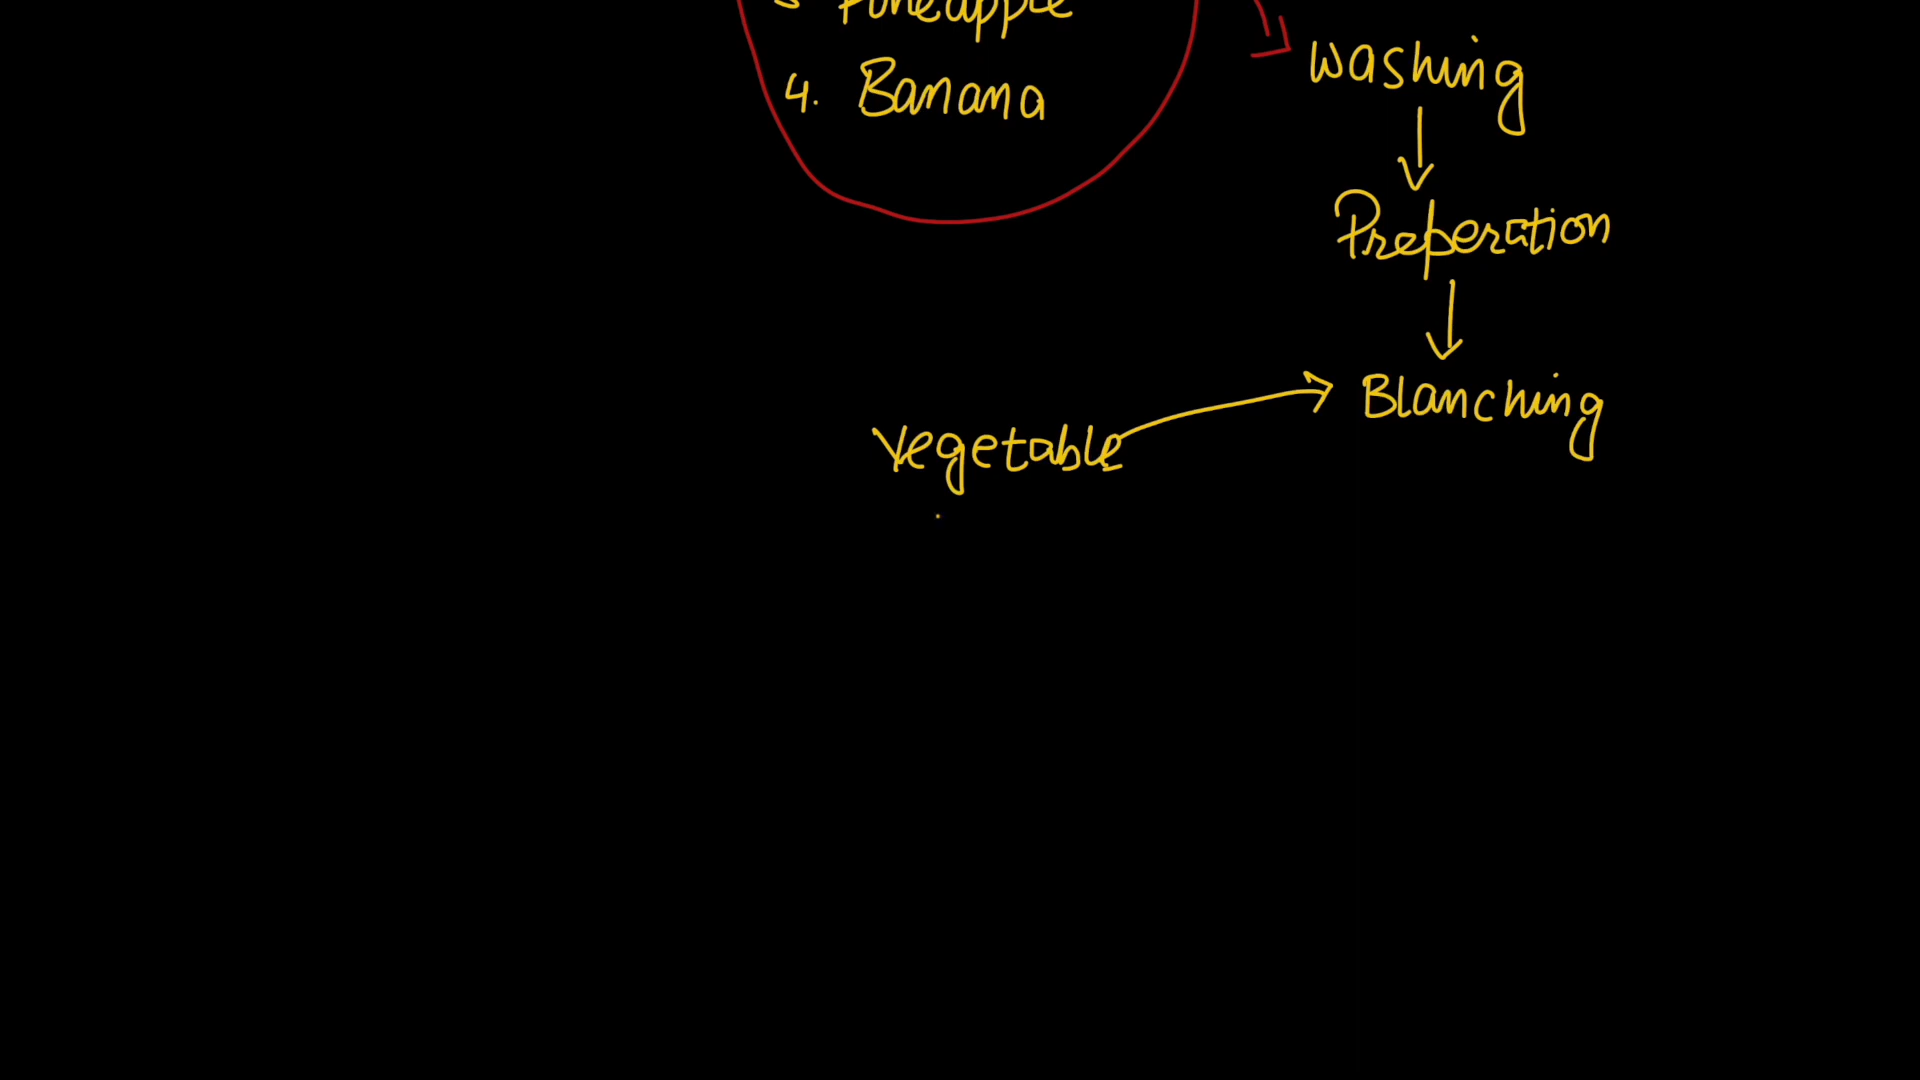 Pineapple
4. Banana
Washing
Preperation
Blanching
Vegetable